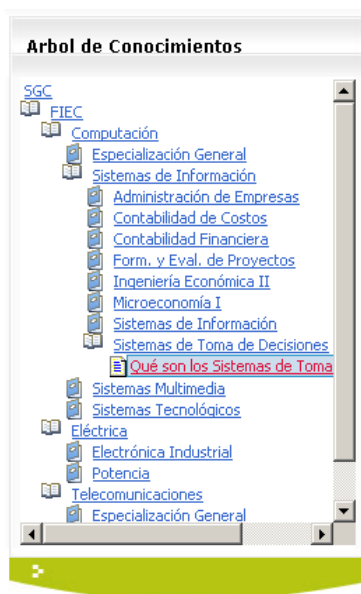 Arbol de Conocimientos
SGC
FIEC
Computación
Especialización General
Sistemas de Información
Administración de Empresas
Contabilidad de Costos
Contabilidad Financiera
Form. y Eval. de Proyectos
Ingeniería Económica II
Microeconomía I
Sistemas de Información
Sistemas de Toma de Decisiones
Qué son los Sistemas de Toma
Sistemas Multimedia
Sistemas Tecnológicos
Eléctrica
Electrónica Industrial
Potencia
Telecomunicaciones
Especialización General